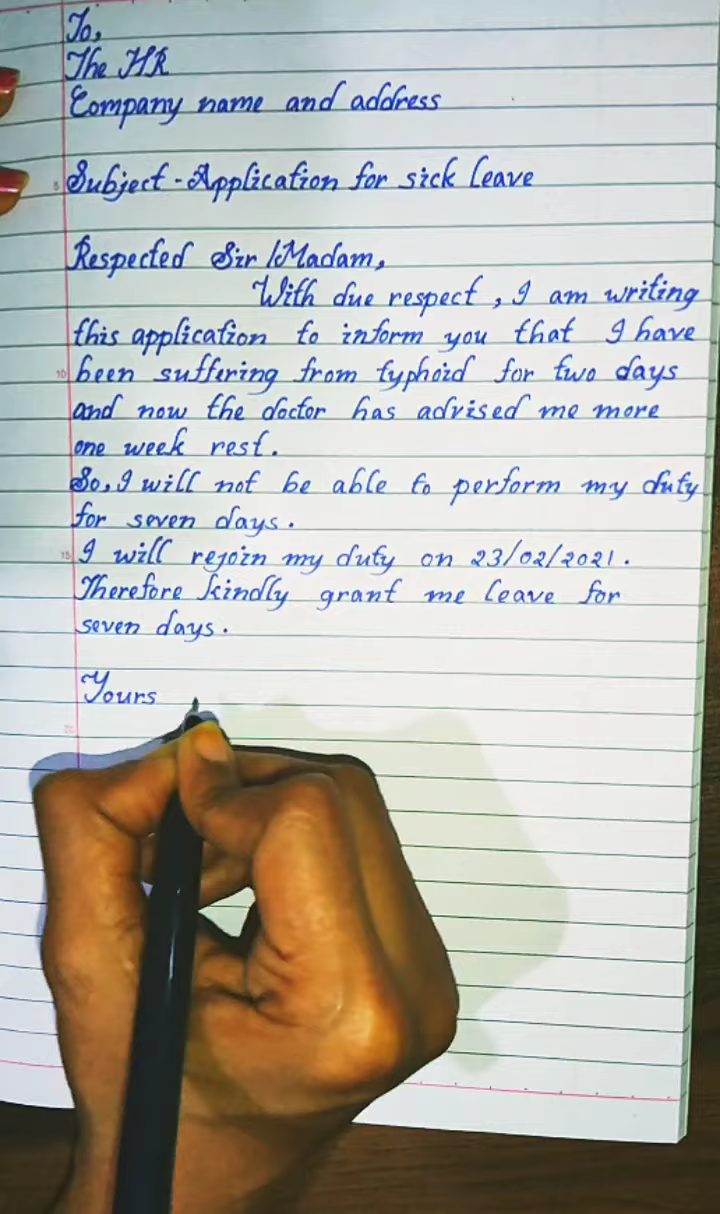 To,
The HR
Company name and address
Subject - Application for sick leave
Respected Sir/Madam,
With due respect, I am writing
this application to inform you that I have
been suffering from typhoid for two days
and now the doctor has advised me more
one week rest.
So, I will not be able to perform my duty
for seven days.
I will rejoin my duty on 23/02/2021.
Therefore kindly grant me leave for
seven days.
Yours